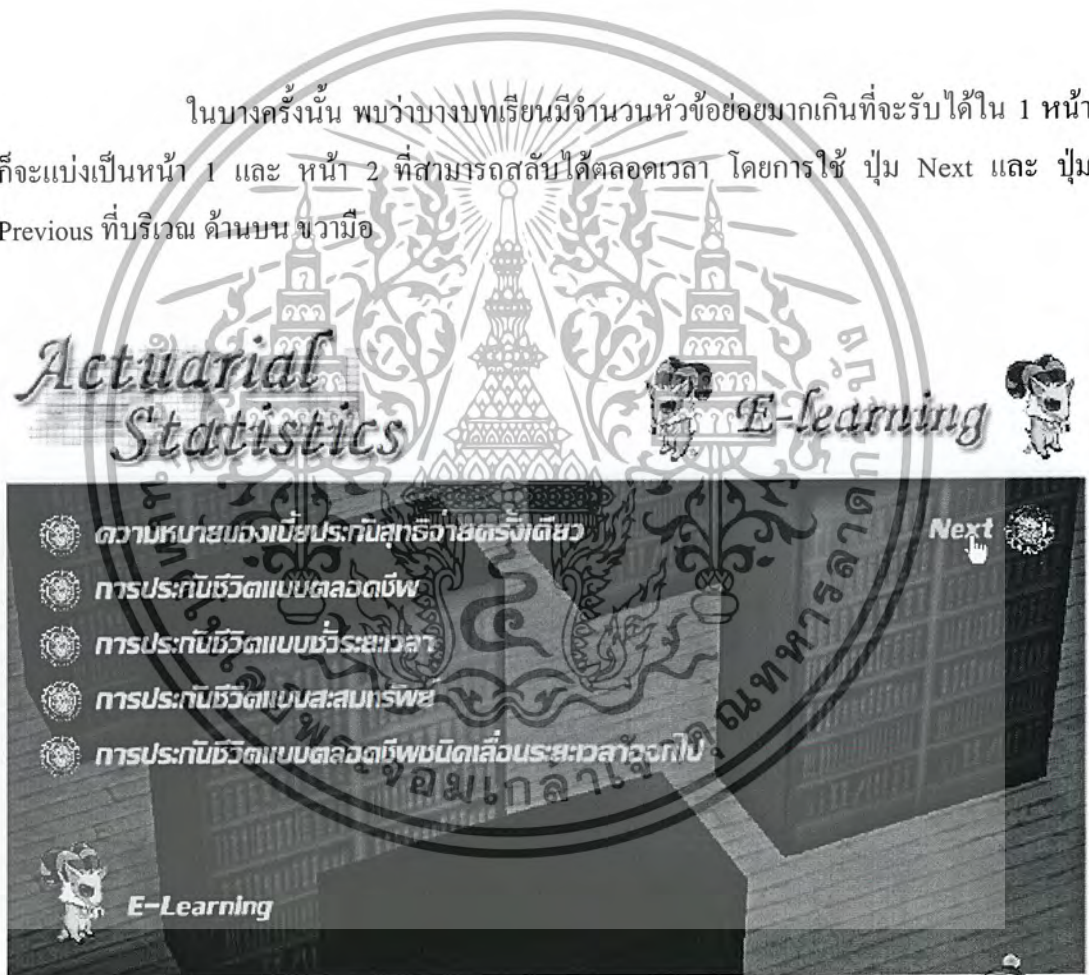 ในบางครั้งนั้น พบว่าบางบทเรียนมีจำนวนหัวข้อย่อยมากเกินที่จะรับได้ใน 1 หน้า
ก็จะแบ่งเป็นหน้า 1 และ หน้า 2 ที่สามารถสลับได้ตลอดเวลา โดยการใช้ ปุ่ม Next และ ปุ่ม
Previous ที่บริเวณ ด้านบน ขวามือ
Actuarial
Statistics
E-learning
ความหมายของเบี้ยประกันสุทธิจ่ายครั้งเดียว
Next
การประกันชีวิตแบบตลอดชีพ
การประกันชีวิตแบบชั่วระยะเวลา
การประกันชีวิตแบบสะสมทรัพย์
การประกันชีวิตแบบตลอดชีพชนิดเลื่อนระยะเวลาออกไป
E-Learning